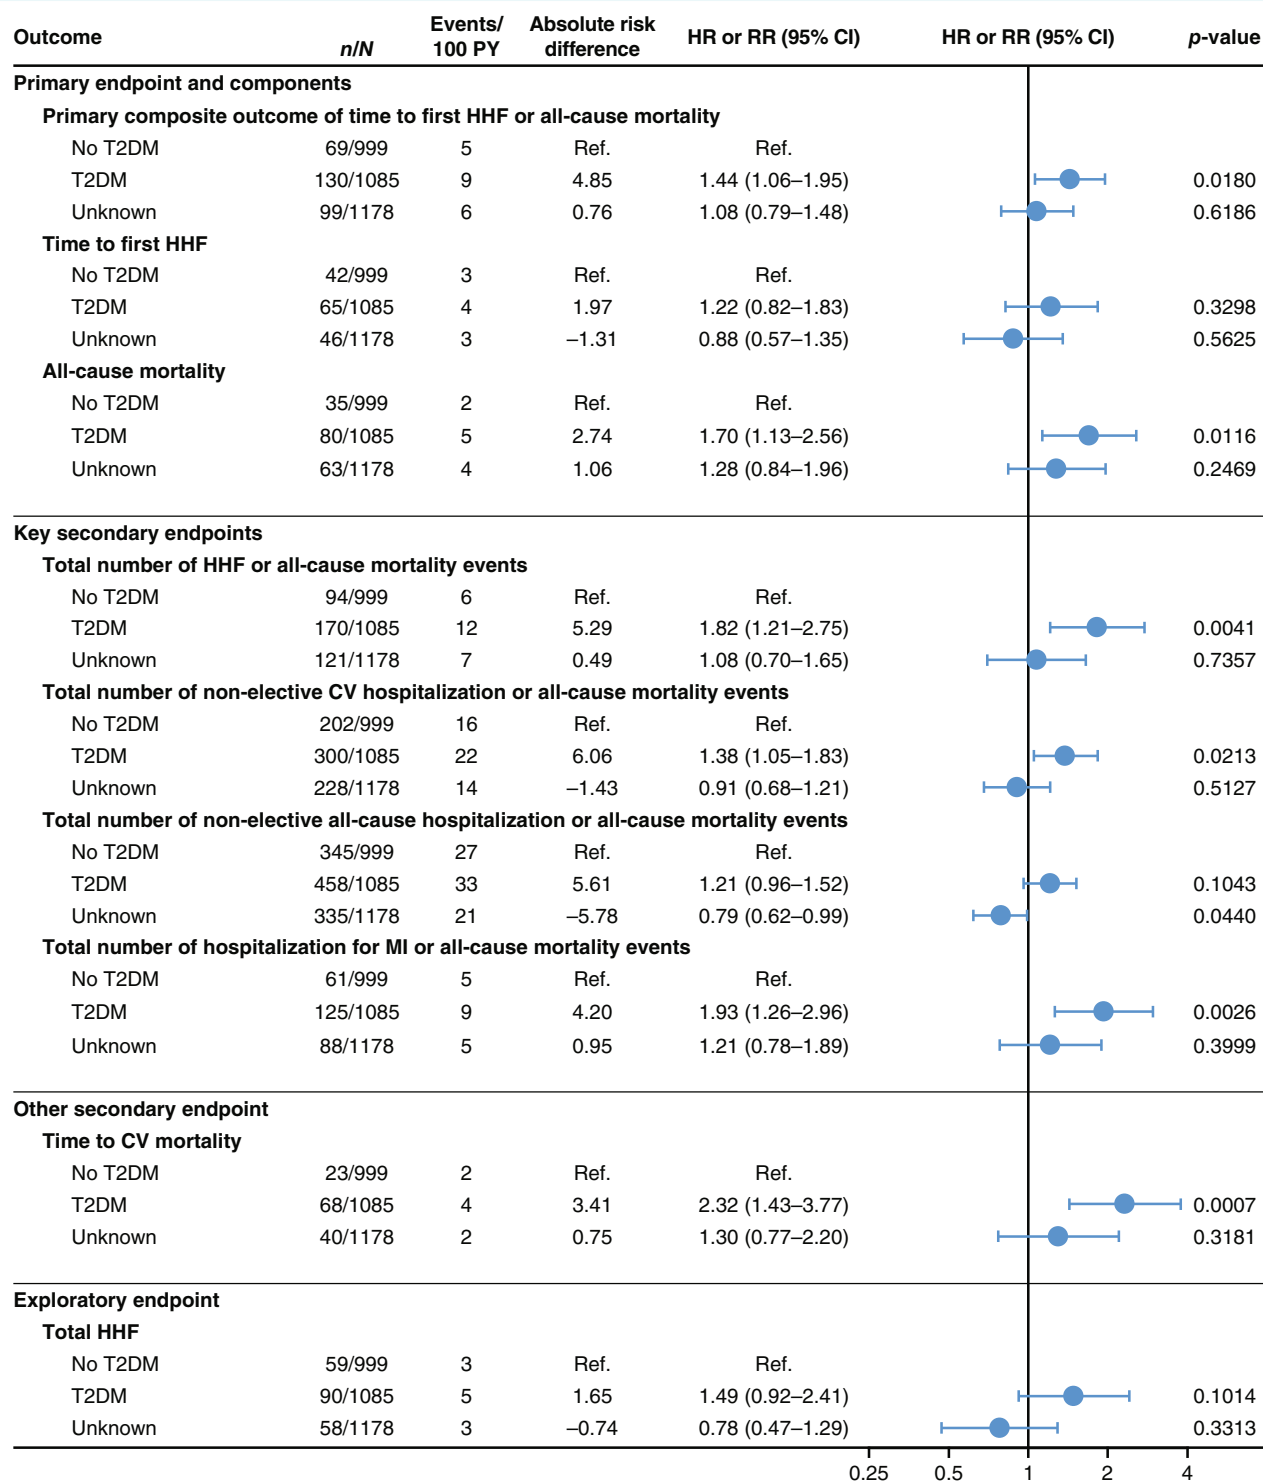 Outcome n/N Events/100 PY Absolute risk difference HR or RR (95% CI) HR or RR (95% CI) p-value
Primary endpoint and components
Primary composite outcome of time to first HHF or all-cause mortality
No T2DM 69/999 5 Ref. Ref.
T2DM 130/1085 9 4.85 1.44 (1.06–1.95) 0.0180
Unknown 99/1178 6 0.76 1.08 (0.79–1.48) 0.6186
Time to first HHF
No T2DM 42/999 3 Ref. Ref.
T2DM 65/1085 4 1.97 1.22 (0.82–1.83) 0.3298
Unknown 46/1178 3 –1.31 0.88 (0.57–1.35) 0.5625
All-cause mortality
No T2DM 35/999 2 Ref. Ref.
T2DM 80/1085 5 2.74 1.70 (1.13–2.56) 0.0116
Unknown 63/1178 4 1.06 1.28 (0.84–1.96) 0.2469
Key secondary endpoints
Total number of HHF or all-cause mortality events
No T2DM 94/999 6 Ref. Ref.
T2DM 170/1085 12 5.29 1.82 (1.21–2.75) 0.0041
Unknown 121/1178 7 0.49 1.08 (0.70–1.65) 0.7357
Total number of non-elective CV hospitalization or all-cause mortality events
No T2DM 202/999 16 Ref. Ref.
T2DM 300/1085 22 6.06 1.38 (1.05–1.83) 0.0213
Unknown 228/1178 14 –1.43 0.91 (0.68–1.21) 0.5127
Total number of non-elective all-cause hospitalization or all-cause mortality events
No T2DM 345/999 27 Ref. Ref.
T2DM 458/1085 33 5.61 1.21 (0.96–1.52) 0.1043
Unknown 335/1178 21 –5.78 0.79 (0.62–0.99) 0.0440
Total number of hospitalization for MI or all-cause mortality events
No T2DM 61/999 5 Ref. Ref.
T2DM 125/1085 9 4.20 1.93 (1.26–2.96) 0.0026
Unknown 88/1178 5 0.95 1.21 (0.78–1.89) 0.3999
Other secondary endpoint
Time to CV mortality
No T2DM 23/999 2 Ref. Ref.
T2DM 68/1085 4 3.41 2.32 (1.43–3.77) 0.0007
Unknown 40/1178 2 0.75 1.30 (0.77–2.20) 0.3181
Exploratory endpoint
Total HHF
No T2DM 59/999 3 Ref. Ref.
T2DM 90/1085 5 1.65 1.49 (0.92–2.41) 0.1014
Unknown 58/1178 3 –0.74 0.78 (0.47–1.29) 0.3313
0.25 0.5 1 2 4